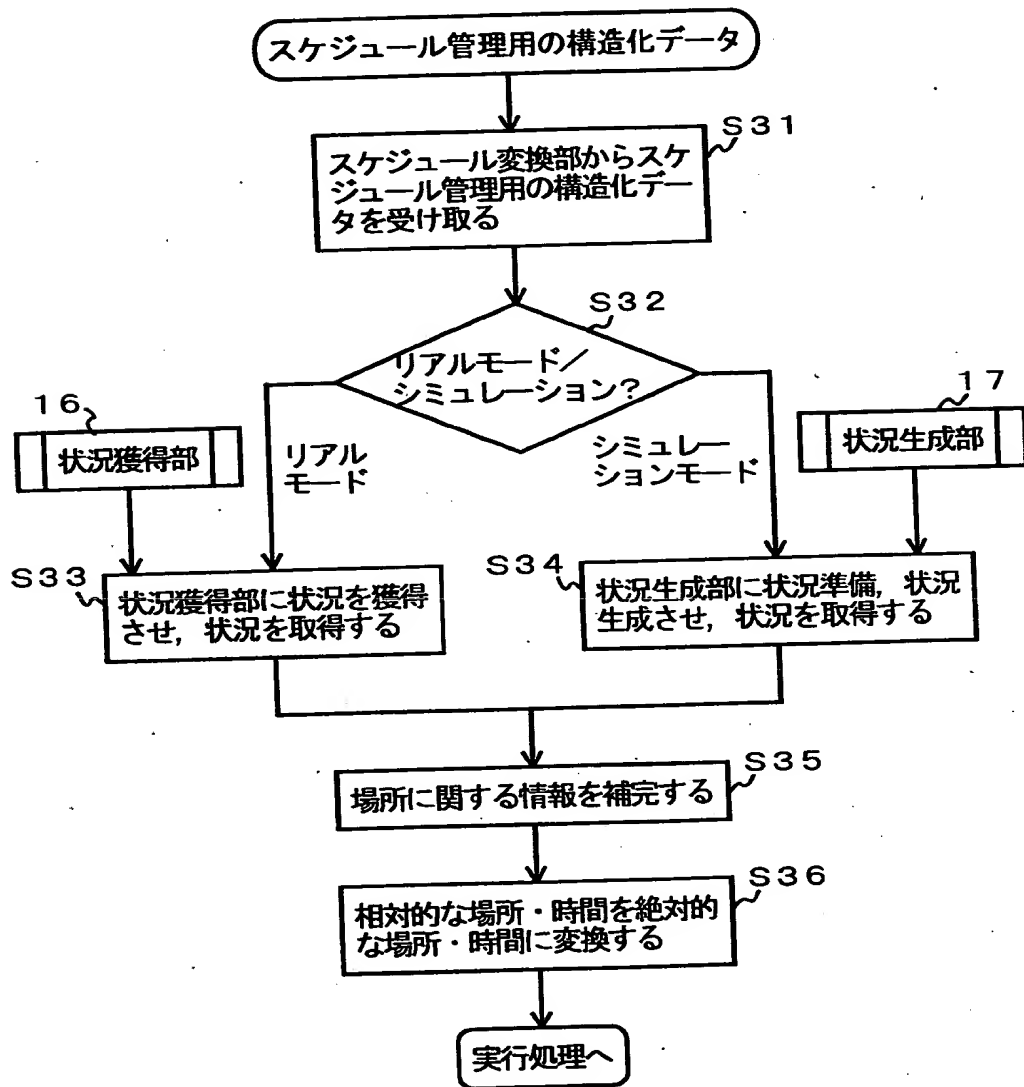 スケジュール管理用の構造化データ
S31
スケジュール変換部からスケ
ジュール管理用の構造化デー
タを受け取る
S32
リアルモード/
シミュレーション?
16
状況獲得部
リアル
モード
シミュレー
ションモード
17
状況生成部
S33
状況獲得部に状況を獲得
させ,状況を取得する
S34
状況生成部に状況準備,状況
生成させ,状況を取得する
S35
場所に関する情報を補完する
S36
相対的な場所・時間を絶対的
な場所・時間に変換する
実行処理へ